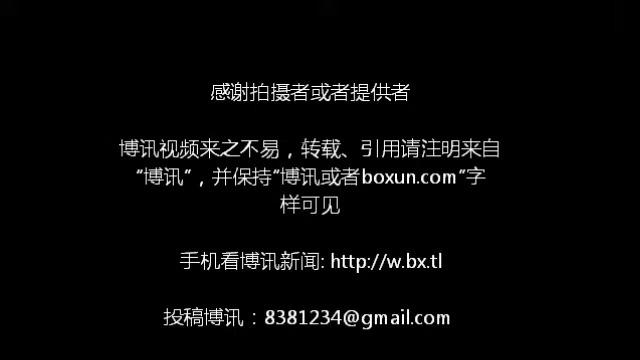 感谢拍摄者或者提供者
博讯视频来之不易，转载、引用请注明来自
“博讯“，并保持“博讯或者boxun.com”字
样可见
手机看博讯新闻: http://w.bx.tl
投稿博讯：8381234@gmail.com